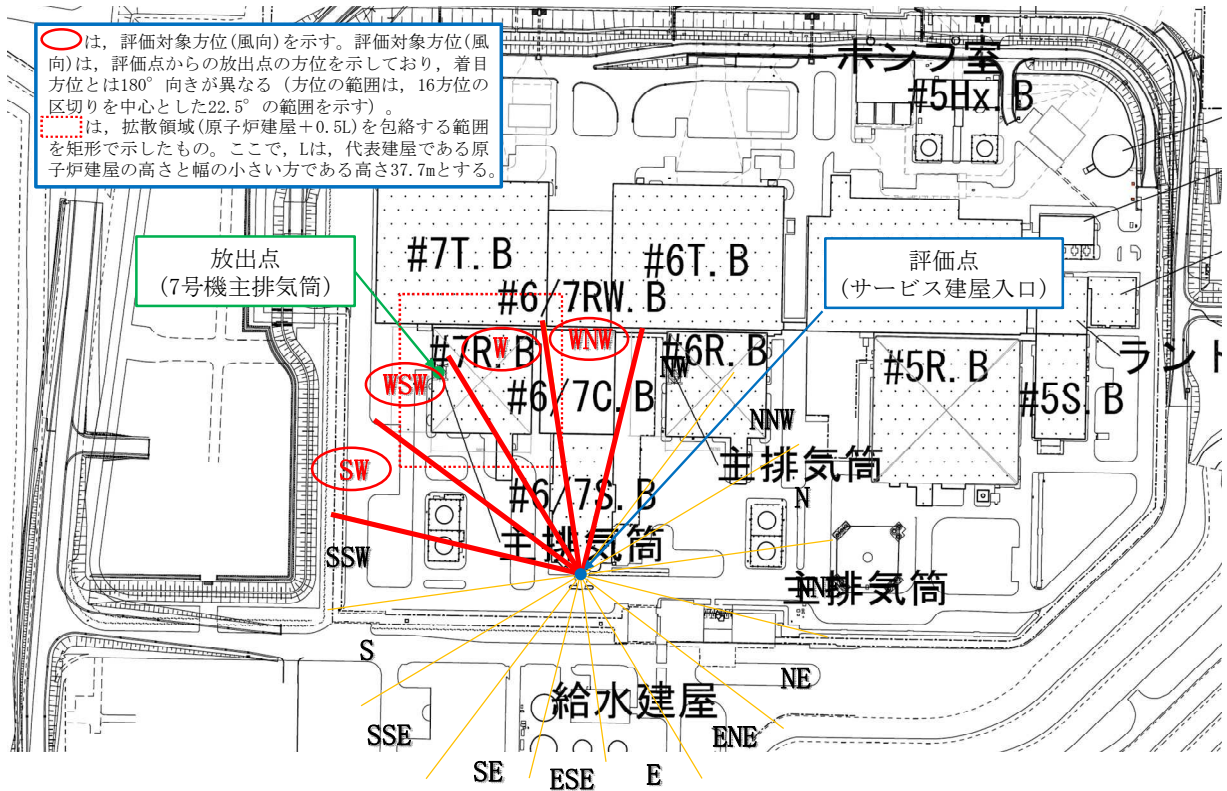 は，評価対象方位(風向)を示す。評価対象方位(風
向)は，評価点からの放出点の方位を示しており，着目
方位とは180°向きが異なる（方位の範囲は，16方位の
区切りを中心とした22.5°の範囲を示す）。
は，拡散領域(原子炉建屋＋0.5L)を包絡する範囲
を矩形で示したもの。ここで，Lは，代表建屋である原
子炉建屋の高さと幅の小さい方である高さ37.7mとする。
ポンプ室
#5Hx.B
放出点
(7号機主排気筒)
#7T.B
#6T.B
評価点
(サービス建屋入口)
#6/7RW.B
#7R.B
W
WNW
#6R.B
NW
#5R.B
ランド
WSW
#6/7C.B
#5S.B
NNW
主排気筒
SW
#6/7S.B
N
主排気筒
SSW
主排気筒
S
NE
給水建屋
SSE
ENE
SE
ESE
E